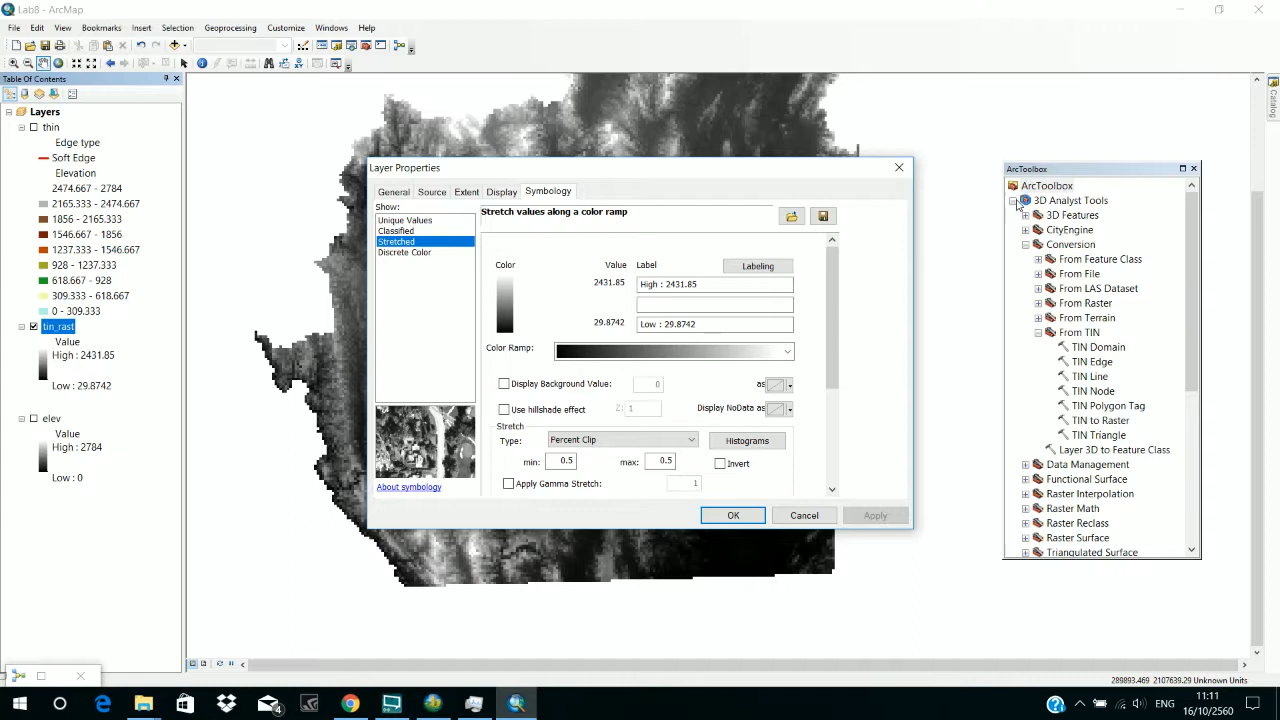 Lab8 - ArcMap
File Edit View Bookmarks Insert Selection Geoprocessing Customize Windows Help
Table Of Contents
Layers
thin
Edge type
Soft Edge
Elevation
2474.667 - 2784
2165.333 - 2474.667
1856 - 2165.333
1546.667 - 1856
1237.333 - 1546.667
928 - 1237.333
618.667 - 928
309.333 - 618.667
0 - 309.333
tin_rast
Value
High : 2431.85
Low : 29.8742
elev
Value
High : 2784
Low : 0
Layer Properties
General Source Extent Display Symbology
Show:
Unique Values
Classified
Stretched
Discrete Color
About symbology
Stretch values along a color ramp
Color Value Label Labeling
2431.85 High : 2431.85
29.8742 Low : 29.8742
Color Ramp:
Display Background Value: 0 as
Use hillshade effect Z: 1 Display NoData as
Stretch
Type: Percent Clip Histograms
min: 0.5 max: 0.5 Invert
Apply Gamma Stretch: 1
OK Cancel Apply
ArcToolbox
ArcToolbox
3D Analyst Tools
3D Features
CityEngine
Conversion
From Feature Class
From File
From LAS Dataset
From Raster
From Terrain
From TIN
TIN Domain
TIN Edge
TIN Line
TIN Node
TIN Polygon Tag
TIN to Raster
TIN Triangle
Layer 3D to Feature Class
Data Management
Functional Surface
Raster Interpolation
Raster Math
Raster Reclass
Raster Surface
Triangulated Surface
Catalog
289893.469 2107639.29 Unknown Units
ENG
11:11
16/10/2560